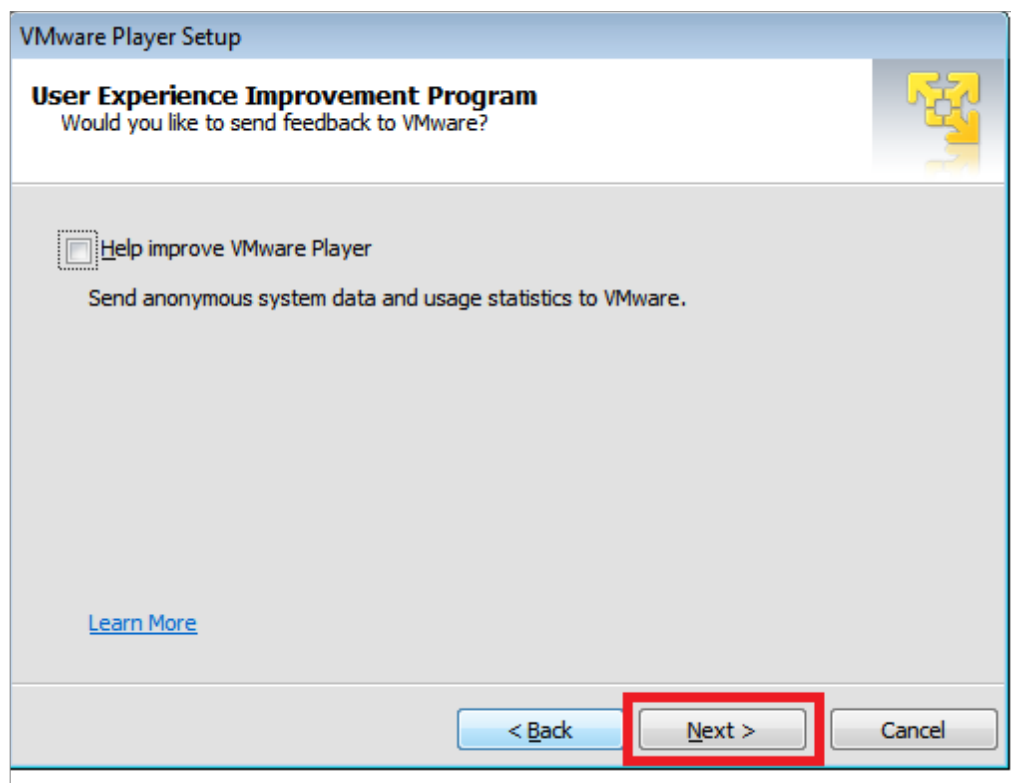 VMware Player Setup
User Experience Improvement Program
Would you like to send feedback to VMware?
Help improve VMware Player
Send anonymous system data and usage statistics to VMware.
Learn More
< Back
Next >
Cancel